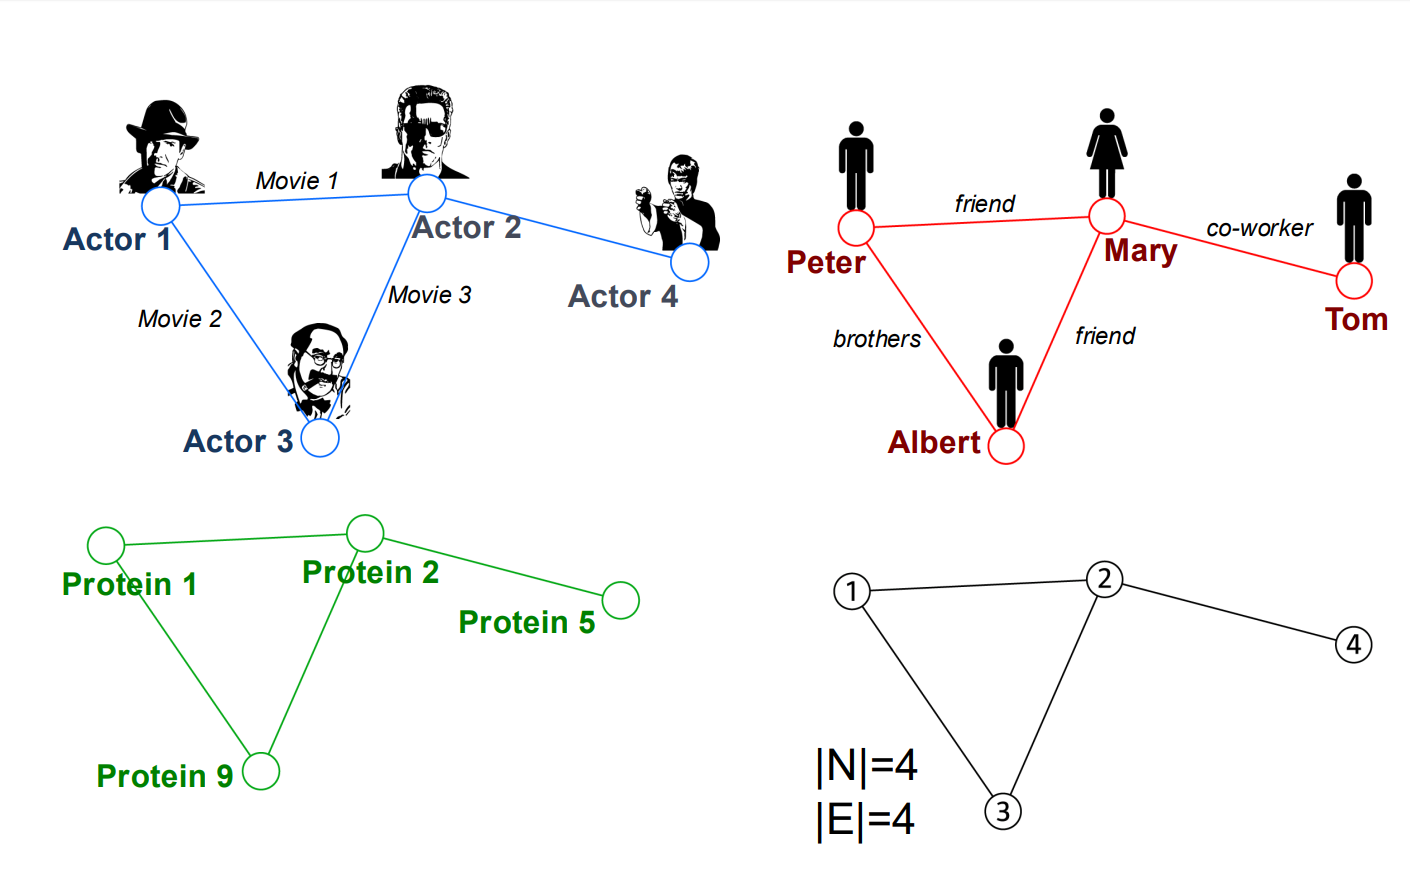 Movie 1
Actor 1
Actor 2
Actor 4
Movie 2
Movie 3
Actor 3
friend
Peter
Mary
co-worker
Tom
brothers
friend
Albert
Protein 1
Protein 2
Protein 5
Protein 9
1
2
4
3
|N|=4
|E|=4